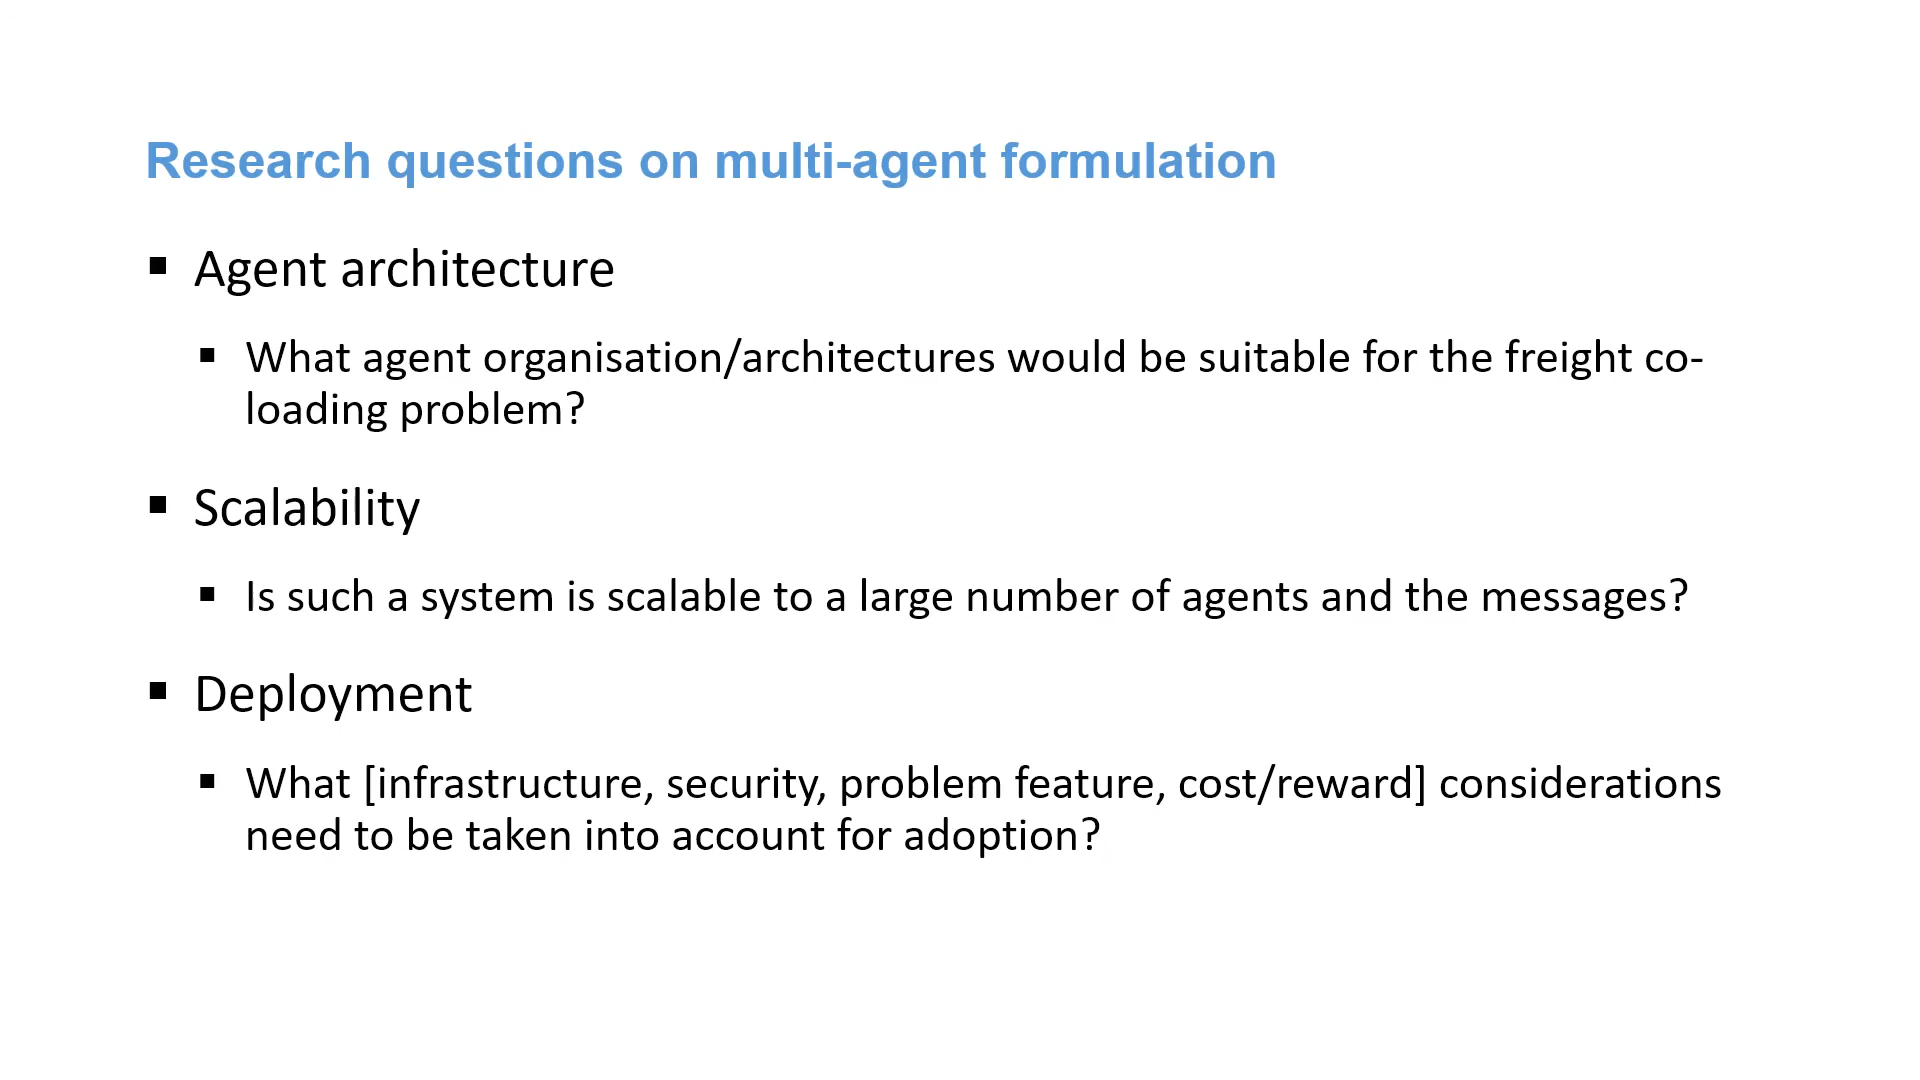 Research questions on multi-agent formulation
▪ Agent architecture
▪ What agent organisation/architectures would be suitable for the freight co-
loading problem?
▪ Scalability
▪ Is such a system is scalable to a large number of agents and the messages?
▪ Deployment
▪ What [infrastructure, security, problem feature, cost/reward] considerations
need to be taken into account for adoption?